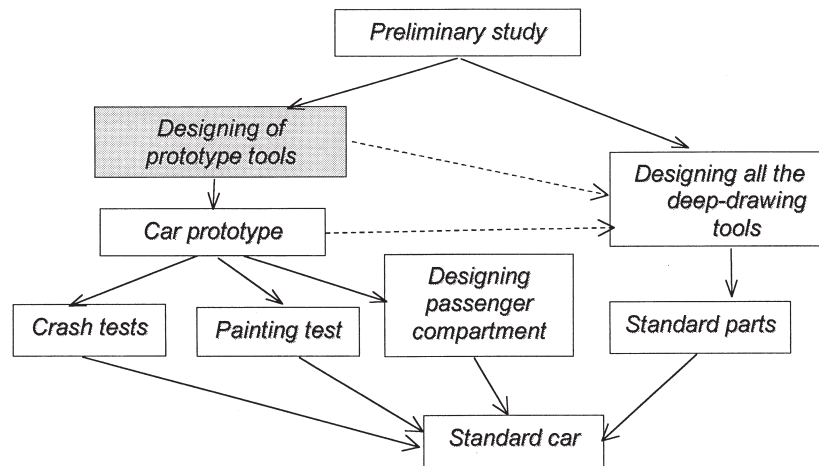 Preliminary study
Designing of
prototype tools
Designing all the
deep-drawing
tools
Car prototype
Designing
passenger
compartment
Crash tests
Painting test
Standard parts
Standard car